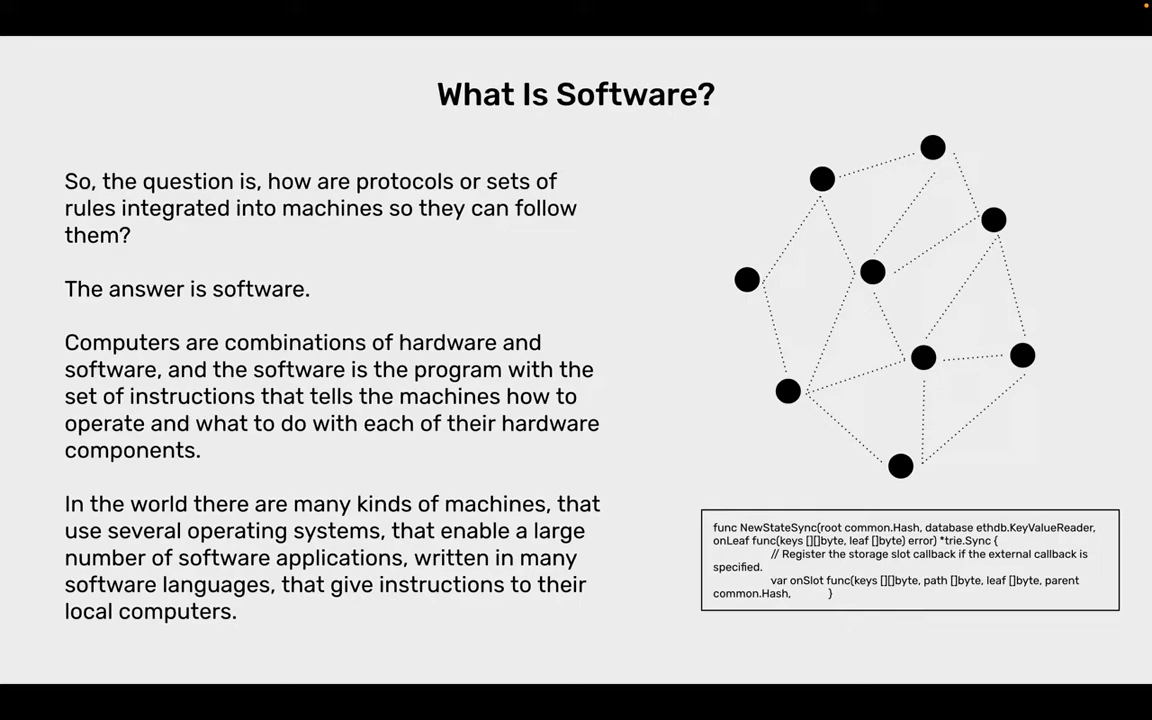 What Is Software?
So, the question is, how are protocols or sets of
rules integrated into machines so they can follow
them?
The answer is software.
Computers are combinations of hardware and
software, and the software is the program with the
set of instructions that tells the machines how to
operate and what to do with each of their hardware
components.
In the world there are many kinds of machines, that
use several operating systems, that enable a large
number of software applications, written in many
software languages, that give instructions to their
local computers.
func NewStateSync(root common.Hash, database ethdb.KeyValueReader,
onLeaf func(keys [][]byte, leaf []byte) error) *trie.Sync {
// Register the storage slot callback if the external callback is
specified.
var onSlot func(keys [][]byte, path []byte, leaf []byte, parent
common.Hash, }